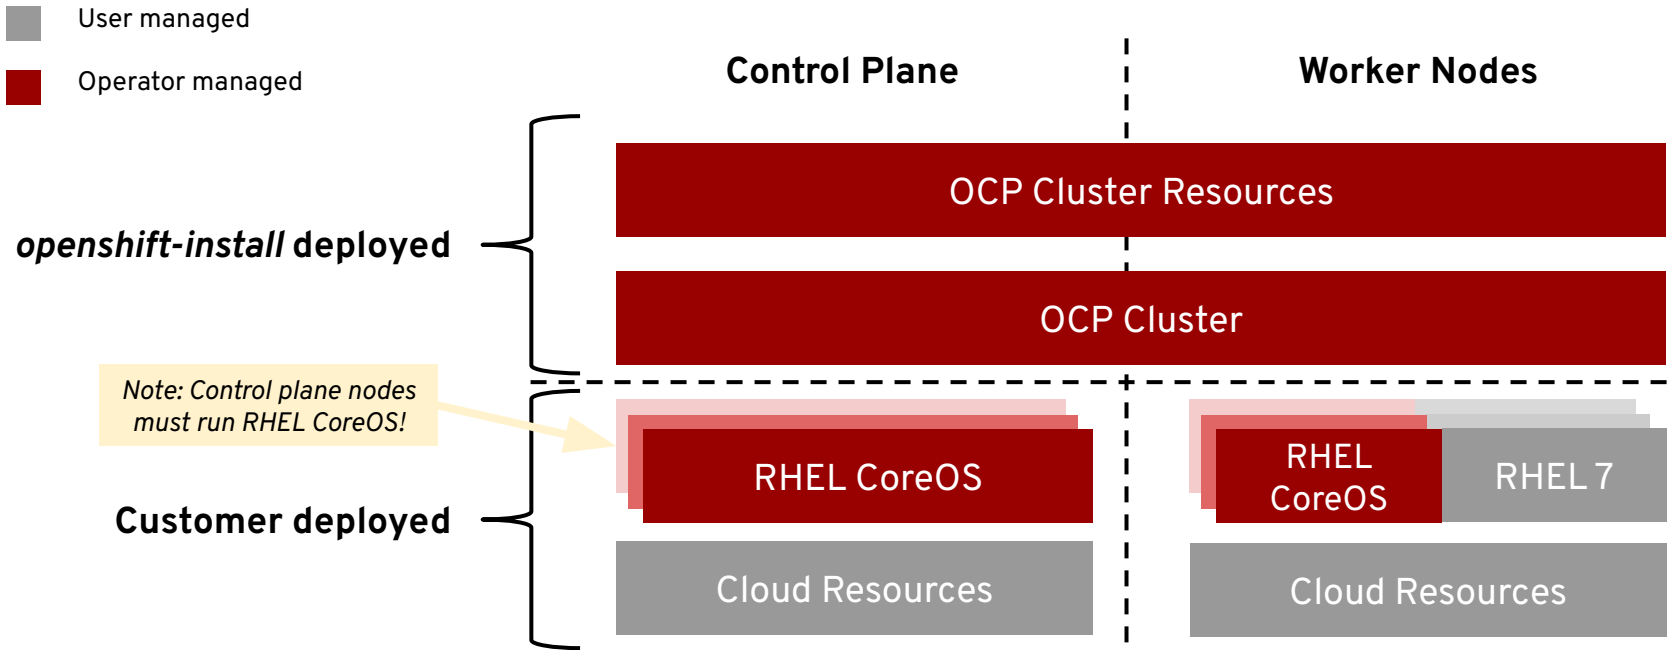 User managed
Operator managed
Control Plane
Worker Nodes
OCP Cluster Resources
openshift-install deployed
OCP Cluster
Note: Control plane nodes
must run RHEL CoreOS!
RHEL CoreOS
RHEL
CoreOS
RHEL 7
Customer deployed
Cloud Resources
Cloud Resources